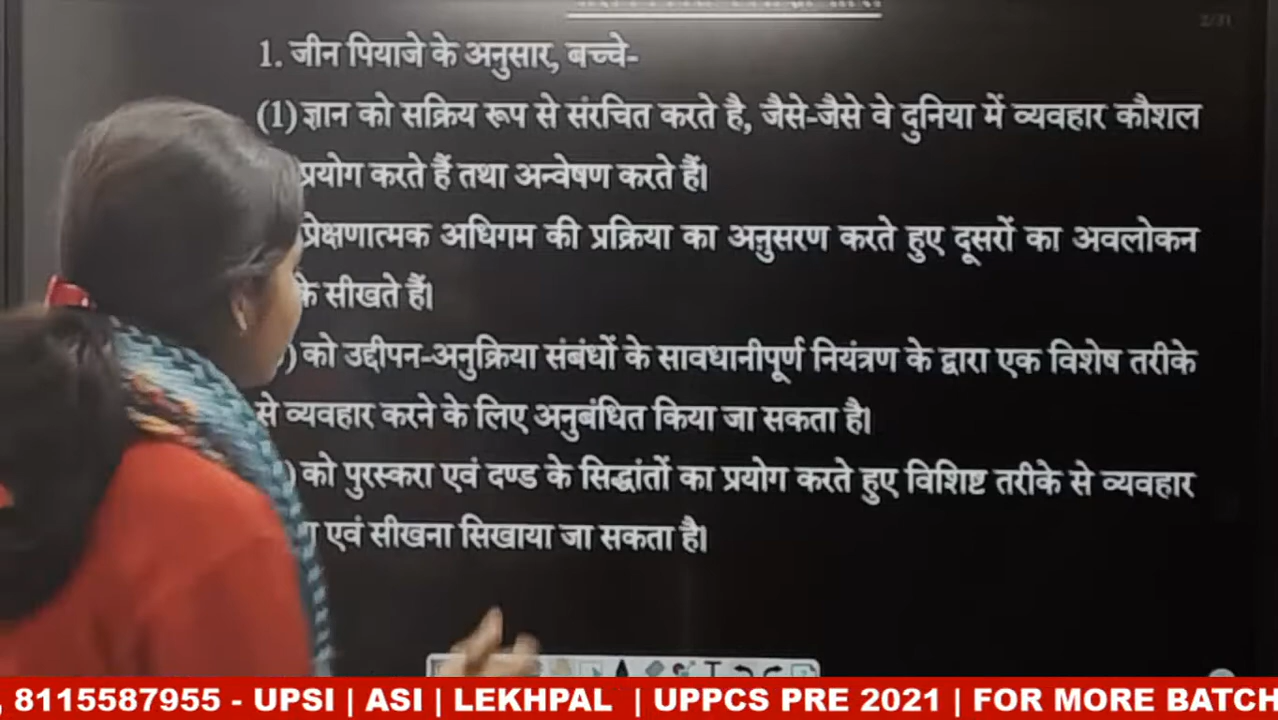 2/31
1. जीन पियाजे के अनुसार, बच्चे-
(1) ज्ञान को सक्रिय रूप से संरचित करते है, जैसे-जैसे वे दुनिया में व्यवहार कौशल
प्रयोग करते हैं तथा अन्वेषण करते हैं।
प्रेक्षणात्मक अधिगम की प्रक्रिया का अनुसरण करते हुए दूसरों का अवलोकन
के सीखते हैं।
) को उद्दीपन-अनुक्रिया संबंधों के सावधानीपूर्ण नियंत्रण के द्वारा एक विशेष तरीके
से व्यवहार करने के लिए अनुबंधित किया जा सकता है।
) को पुरस्करा एवं दण्ड के सिद्धांतों का प्रयोग करते हुए विशिष्ट तरीके से व्यवहार
एवं सीखना सिखाया जा सकता है।
, 8115587955 - UPSI | ASI | LEKHPAL | UPPCS PRE 2021 | FOR MORE BATCH